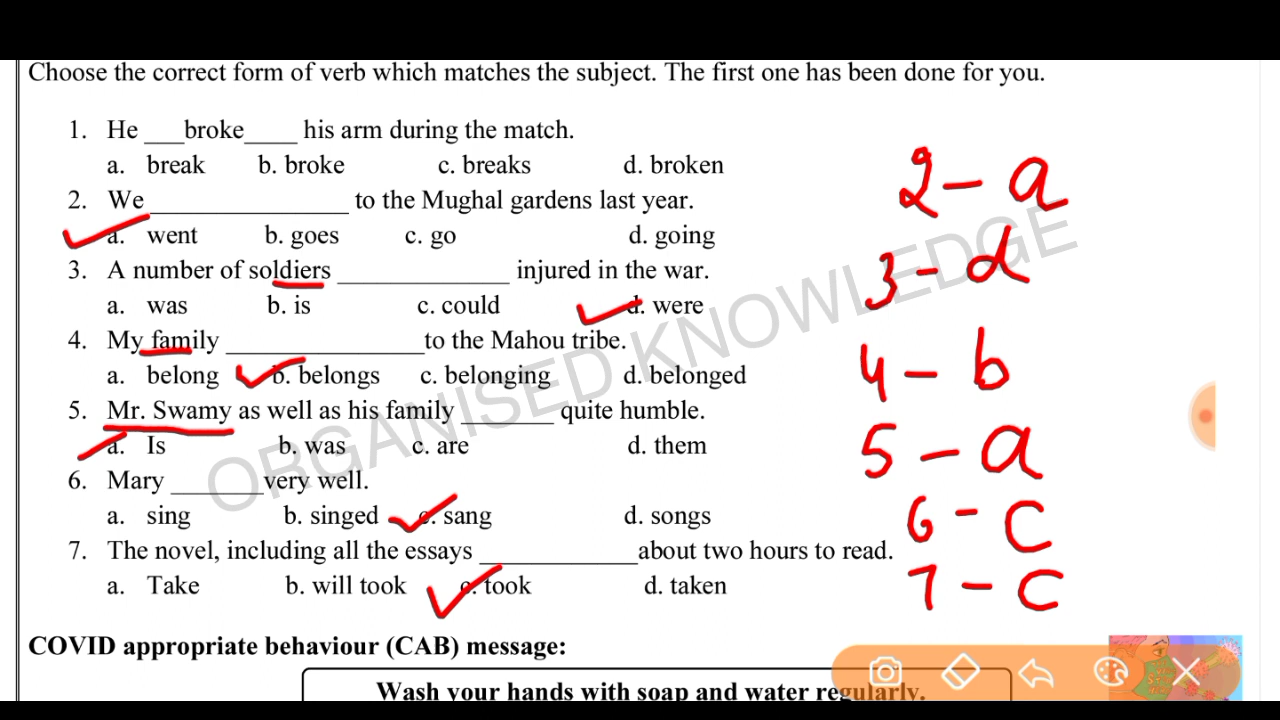 Choose the correct form of verb which matches the subject. The first one has been done for you.
1. He ___broke____ his arm during the match.
a. break b. broke c. breaks d. broken
2. We _______________ to the Mughal gardens last year.
a. went b. goes c. go d. going
3. A number of soldiers _____________ injured in the war.
a. was b. is c. could d. were
4. My family _______________to the Mahou tribe.
a. belong b. belongs c. belonging d. belonged
5. Mr. Swamy as well as his family _______ quite humble.
a. Is b. was c. are d. them
6. Mary _______very well.
a. sing b. singed c. sang d. songs
7. The novel, including all the essays ____________about two hours to read.
a. Take b. will took c. took d. taken
2 - a
3 - d
4 - b
5 - a
6 - c
7 - c
ORGANISED KNOWLEDGE
COVID appropriate behaviour (CAB) message:
Wash your hands with soap and water regularly.